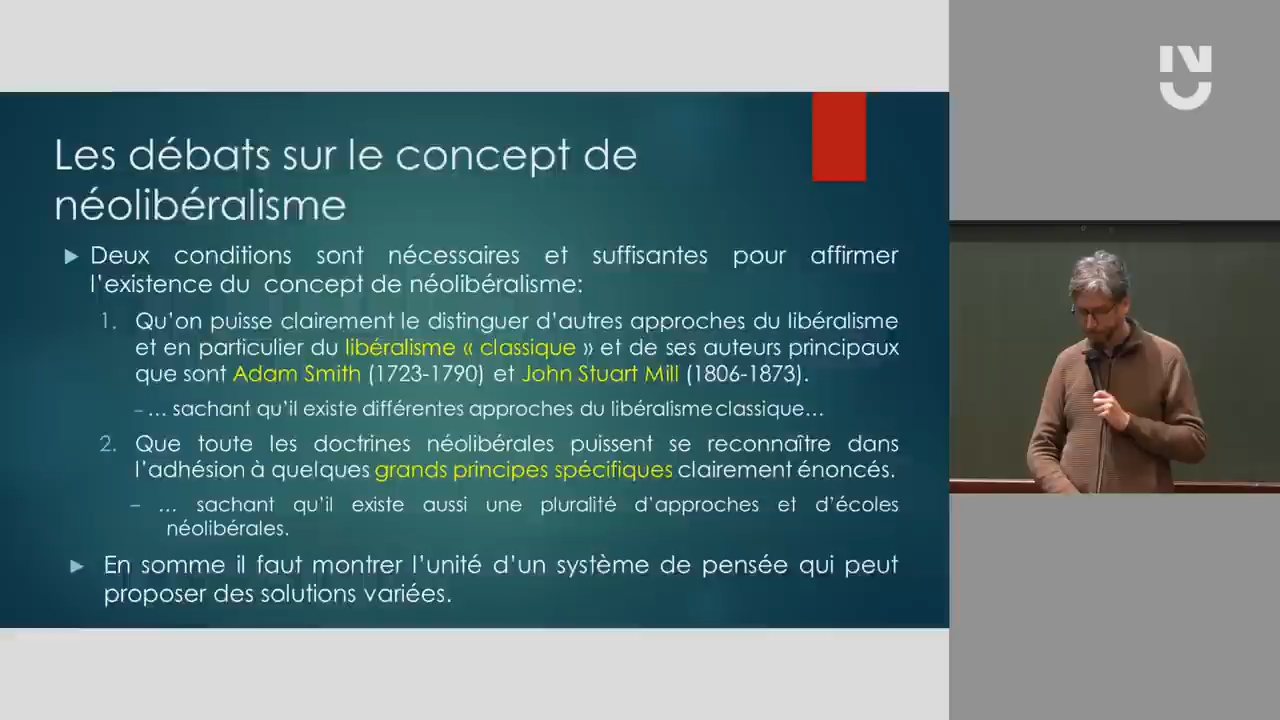 Les débats sur le concept de
néolibéralisme
Deux conditions sont nécessaires et suffisantes pour affirmer
l'existence du concept de néolibéralisme:
1. Qu'on puisse clairement le distinguer d'autres approches du libéralisme
et en particulier du libéralisme « classique » et de ses auteurs principaux
que sont Adam Smith (1723-1790) et John Stuart Mill (1806-1873).
– … sachant qu'il existe différentes approches du libéralisme classique…
2. Que toute les doctrines néolibérales puissent se reconnaître dans
l'adhésion à quelques grands principes spécifiques clairement énoncés.
– … sachant qu'il existe aussi une pluralité d'approches et d'écoles
néolibérales.
En somme il faut montrer l'unité d'un système de pensée qui peut
proposer des solutions variées.